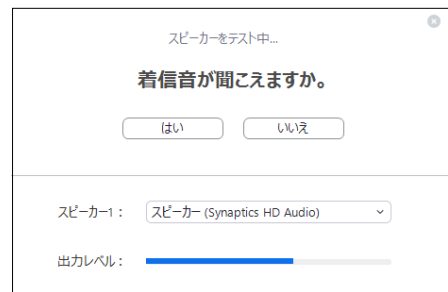 スピーカーをテスト中...
着信音が聞こえますか。
はい いいえ
スピーカー1： スピーカー (Synaptics HD Audio)
出力レベル：